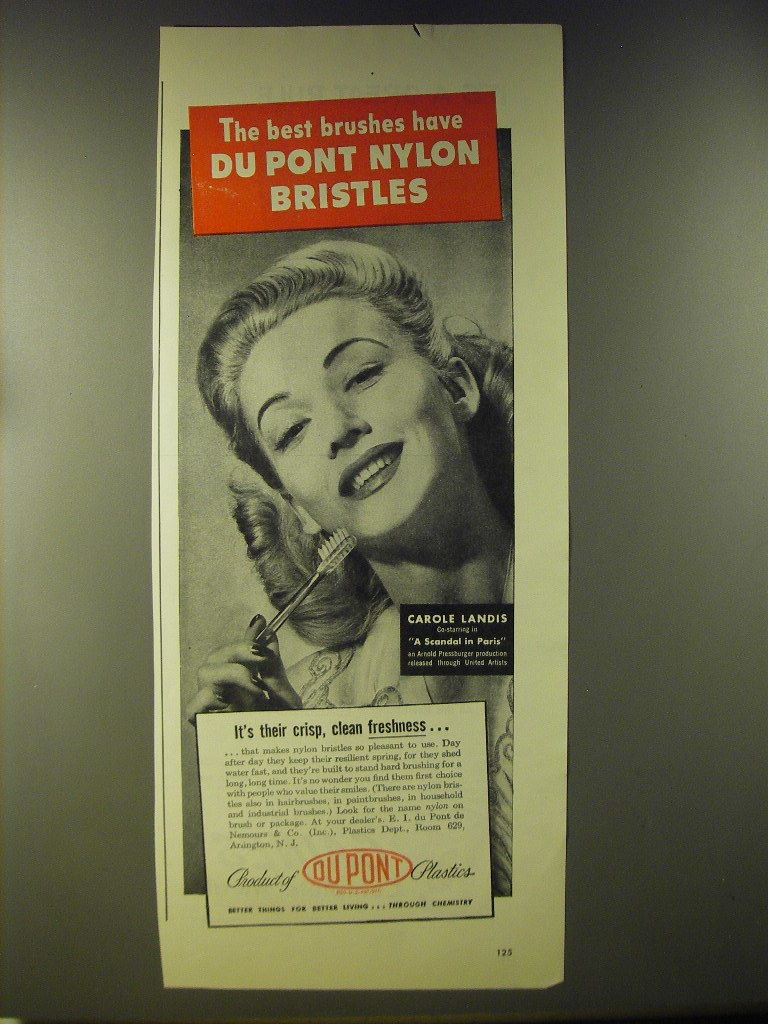 The best brushes have
DU PONT NYLON
BRISTLES
CAROLE LANDIS
Co-starring in
"A Scandal in Paris"
an Arnold Pressburger production
released through United Artists
It's their crisp, clean freshness...
...that makes nylon bristles so pleasant to use. Day
after day they keep their resilient spring, for they shed
water fast, and they're built to stand hard brushing for a
long, long time. It's no wonder you find them first choice
with people who value their smiles. (There are nylon bris-
tles also in hairbrushes, in paintbrushes, in household
and industrial brushes.) Look for the name nylon on
brush or package. At your dealer's. E. I. du Pont de
Nemours & Co. (Inc.), Plastics Dept., Room 629,
Arlington, N. J.
Product of DU PONT Plastics
REG. U.S. PAT. OFF.
BETTER THINGS FOR BETTER LIVING...THROUGH CHEMISTRY
125